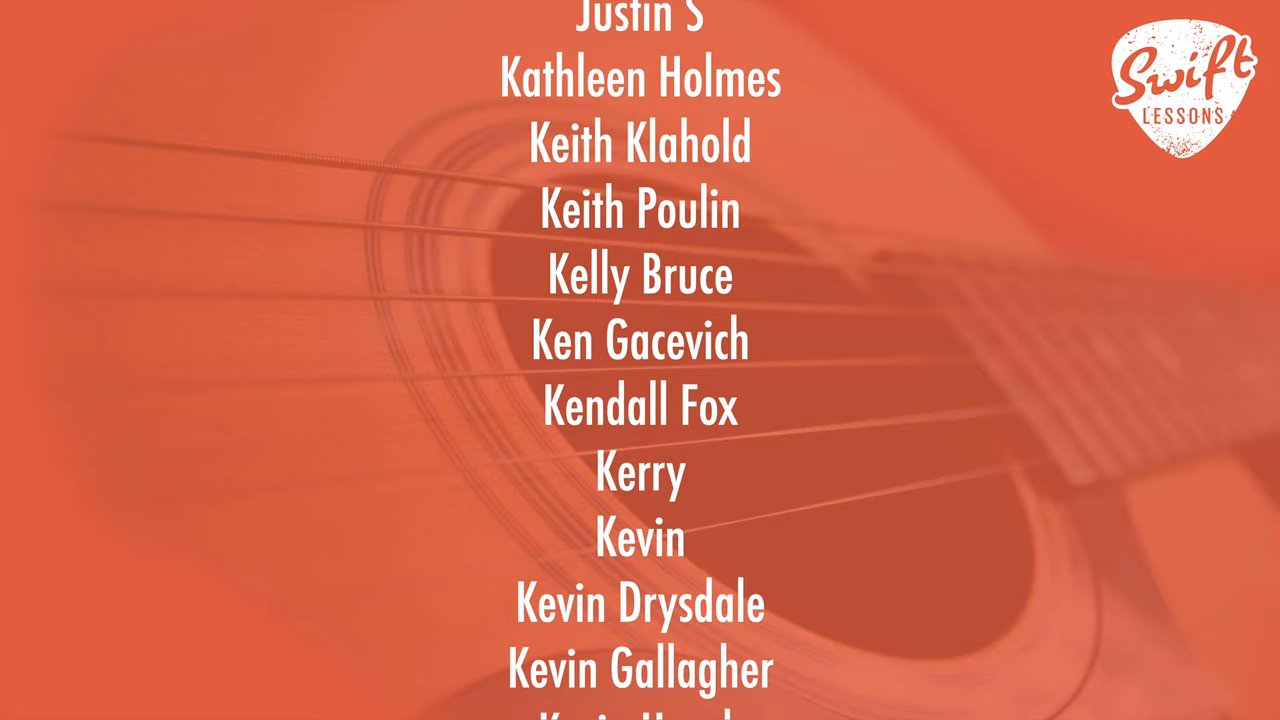 Justin S
Kathleen Holmes
Keith Klahold
Keith Poulin
Kelly Bruce
Ken Gacevich
Kendall Fox
Kerry
Kevin
Kevin Drysdale
Kevin Gallagher
Kevin
Swift
LESSONS